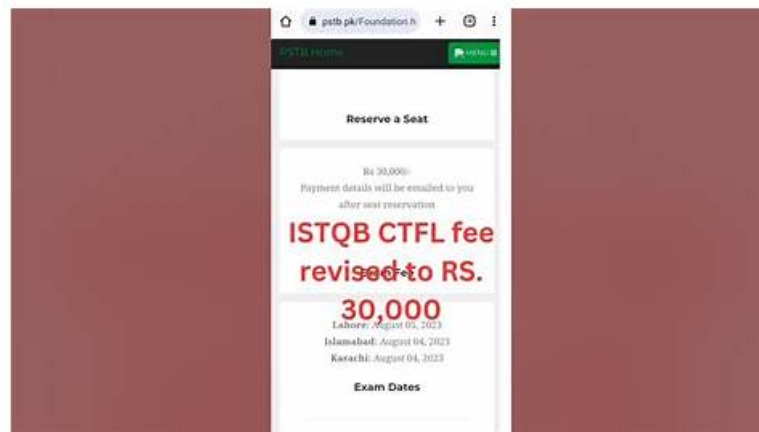 pstb.pk/Foundation.h
PSTB Home
MENU
Reserve a Seat
Rs 30,000/-
Payment details will be emailed to you
after seat reservation
ISTQB CTFL fee
revised to RS.
30,000
Exam Fee
Lahore: August 05, 2023
Islamabad: August 04, 2023
Karachi: August 04, 2023
Exam Dates